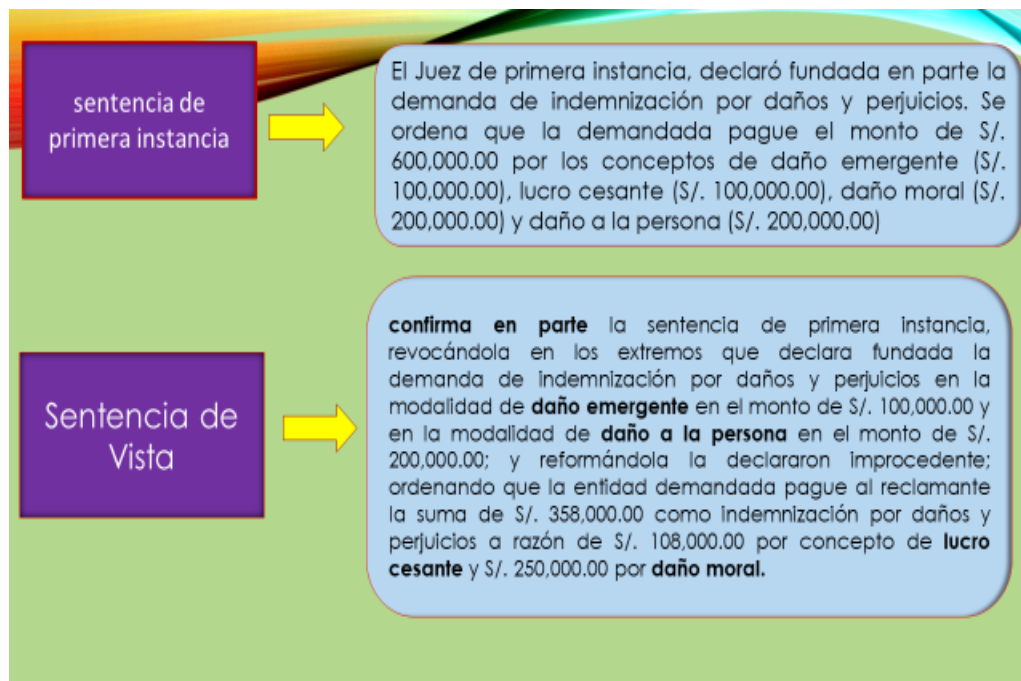 sentencia de
primera instancia
El Juez de primera instancia, declaró fundada en parte la
demanda de indemnización por daños y perjuicios. Se
ordena que la demandada pague el monto de S/.
600,000.00 por los conceptos de daño emergente (S/.
100,000.00), lucro cesante (S/. 100,000.00), daño moral (S/.
200,000.00) y daño a la persona (S/. 200,000.00)
Sentencia de
Vista
confirma en parte la sentencia de primera instancia,
revocándola en los extremos que declara fundada la
demanda de indemnización por daños y perjuicios en la
modalidad de daño emergente en el monto de S/. 100,000.00 y
en la modalidad de daño a la persona en el monto de S/.
200,000.00; y reformándola la declararon improcedente;
ordenando que la entidad demandada pague al reclamante
la suma de S/. 358,000.00 como indemnización por daños y
perjuicios a razón de S/. 108,000.00 por concepto de lucro
cesante y S/. 250,000.00 por daño moral.